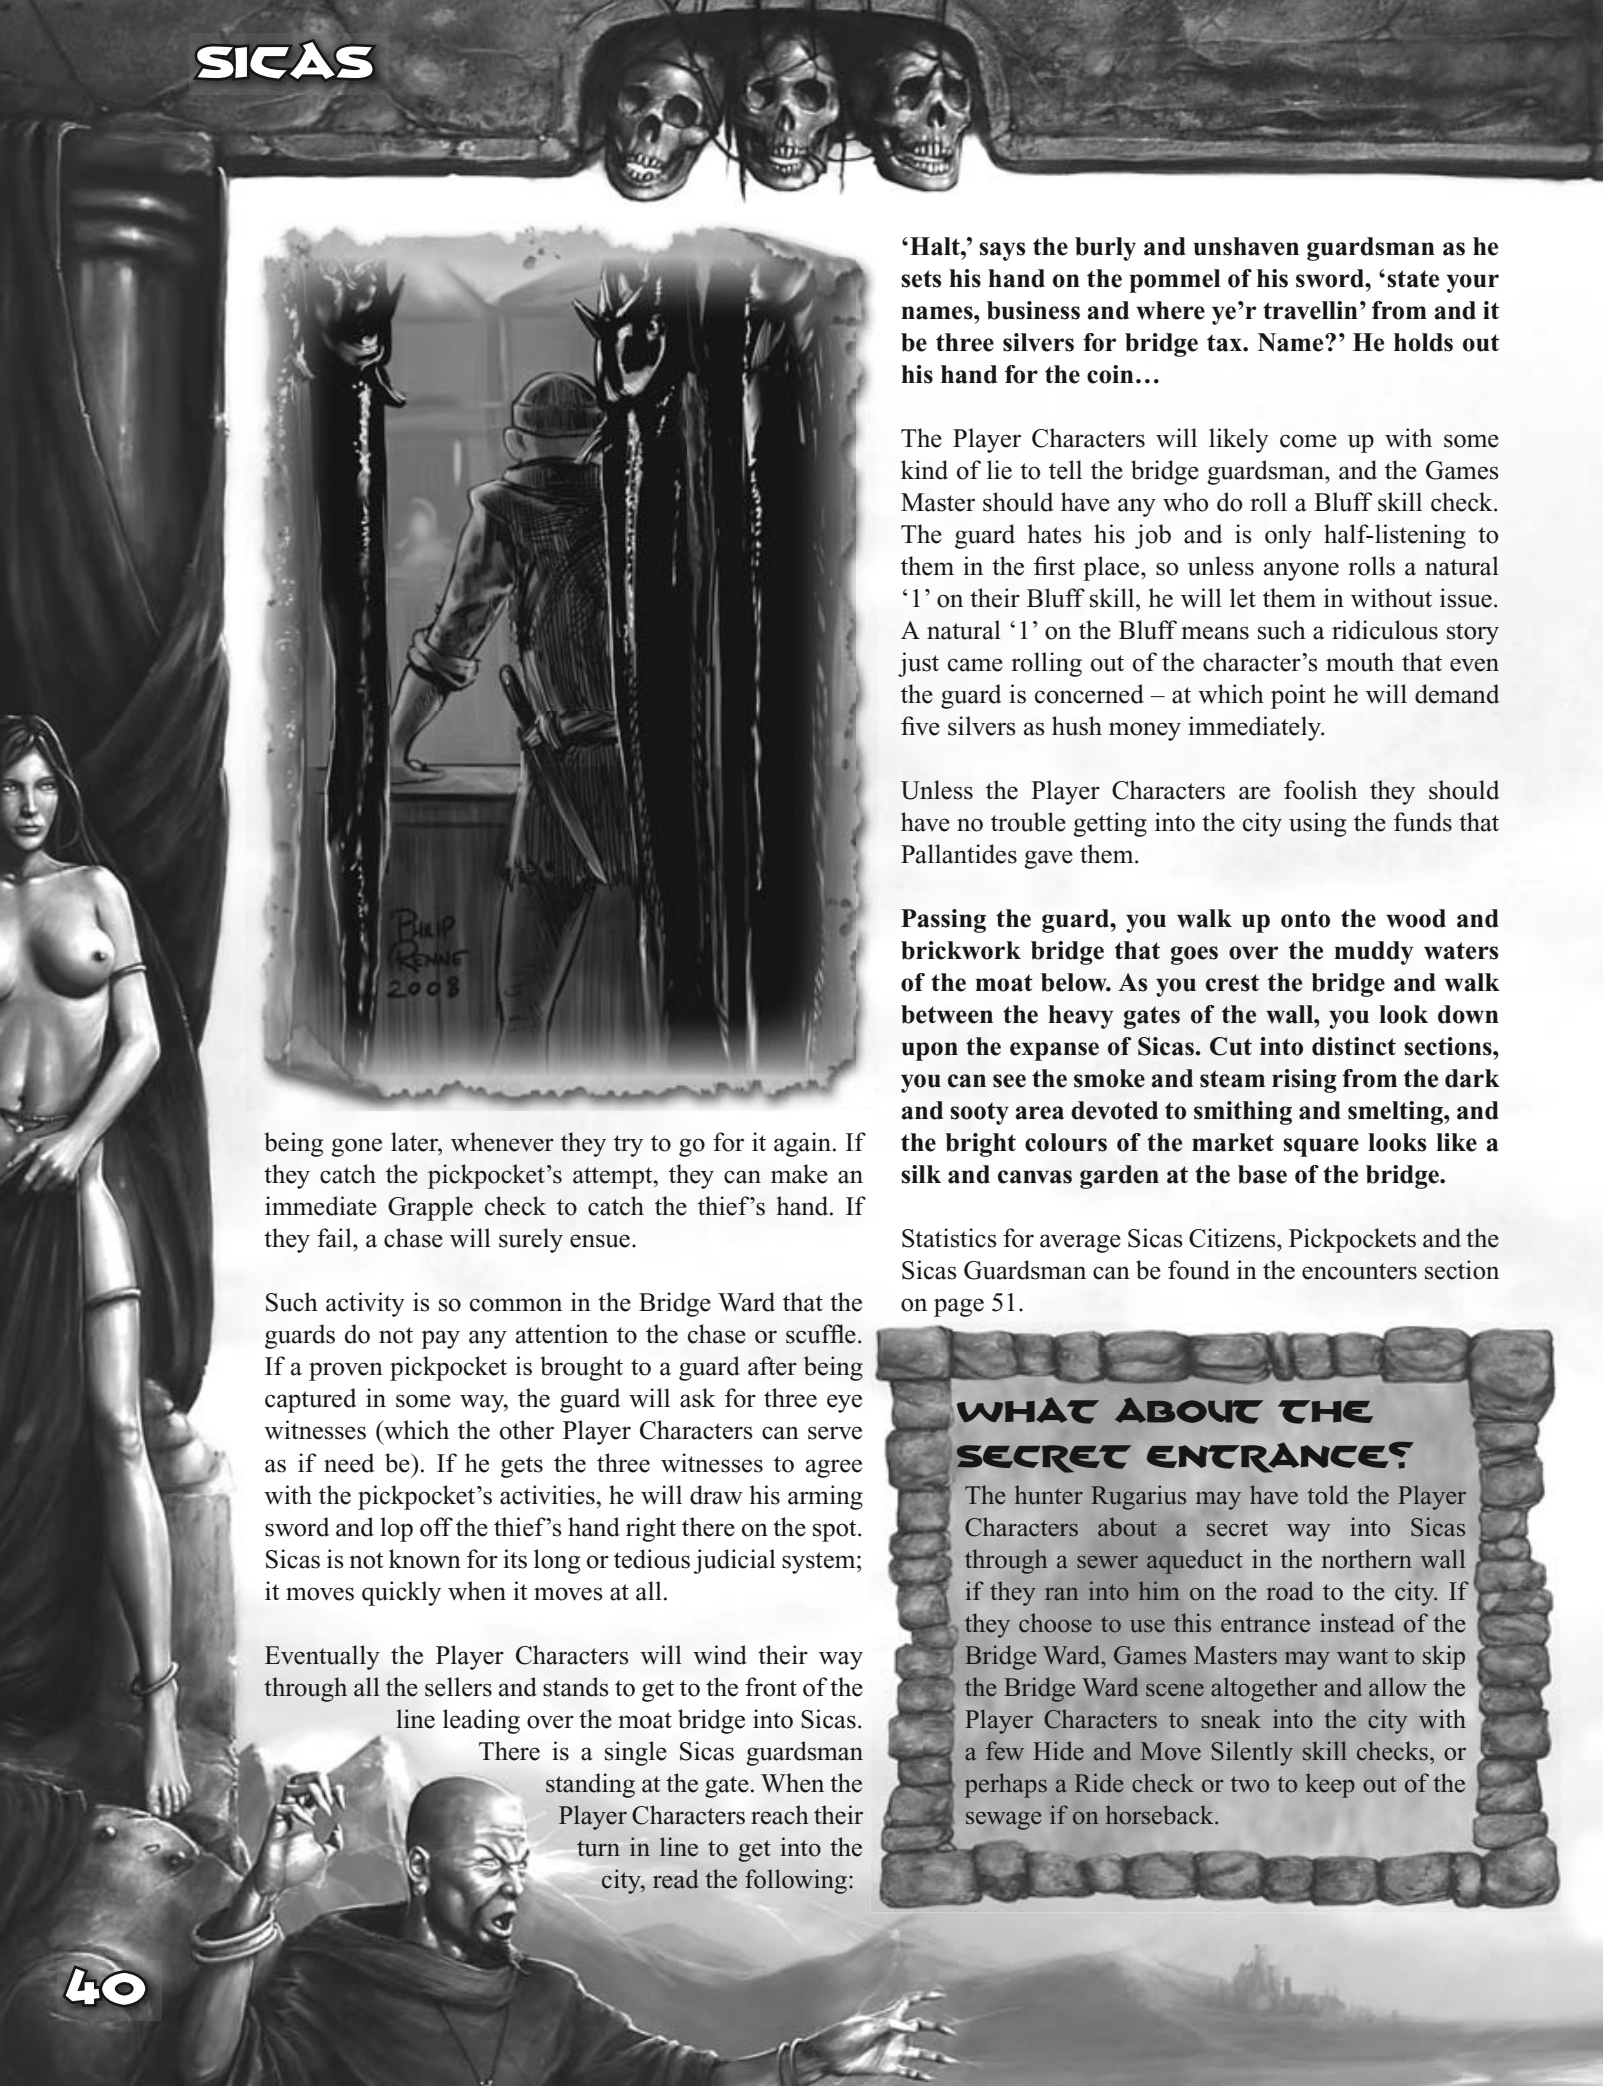 SICAS
PHILIP
RENNE
2008
being gone later, whenever they try to go for it again. If
they catch the pickpocket’s attempt, they can make an
immediate Grapple check to catch the thief’s hand. If
they fail, a chase will surely ensue.
Such activity is so common in the Bridge Ward that the
guards do not pay any attention to the chase or scuffle.
If a proven pickpocket is brought to a guard after being
captured in some way, the guard will ask for three eye
witnesses (which the other Player Characters can serve
as if need be). If he gets the three witnesses to agree
with the pickpocket’s activities, he will draw his arming
sword and lop off the thief’s hand right there on the spot.
Sicas is not known for its long or tedious judicial system;
it moves quickly when it moves at all.
Eventually the Player Characters will wind their way
through all the sellers and stands to get to the front of the
line leading over the moat bridge into Sicas.
There is a single Sicas guardsman
standing at the gate. When the
Player Characters reach their
turn in line to get into the
city, read the following:
‘Halt,’ says the burly and unshaven guardsman as he
sets his hand on the pommel of his sword, ‘state your
names, business and where ye’r travellin’ from and it
be three silvers for bridge tax. Name?’ He holds out
his hand for the coin…
The Player Characters will likely come up with some
kind of lie to tell the bridge guardsman, and the Games
Master should have any who do roll a Bluff skill check.
The guard hates his job and is only half-listening to
them in the first place, so unless anyone rolls a natural
‘1’ on their Bluff skill, he will let them in without issue.
A natural ‘1’ on the Bluff means such a ridiculous story
just came rolling out of the character’s mouth that even
the guard is concerned – at which point he will demand
five silvers as hush money immediately.
Unless the Player Characters are foolish they should
have no trouble getting into the city using the funds that
Pallantides gave them.
Passing the guard, you walk up onto the wood and
brickwork bridge that goes over the muddy waters
of the moat below. As you crest the bridge and walk
between the heavy gates of the wall, you look down
upon the expanse of Sicas. Cut into distinct sections,
you can see the smoke and steam rising from the dark
and sooty area devoted to smithing and smelting, and
the bright colours of the market square looks like a
silk and canvas garden at the base of the bridge.
Statistics for average Sicas Citizens, Pickpockets and the
Sicas Guardsman can be found in the encounters section
on page 51.
WHAT ABOUT THE
SECRET ENTRANCE?
The hunter Rugarius may have told the Player
Characters about a secret way into Sicas
through a sewer aqueduct in the northern wall
if they ran into him on the road to the city. If
they choose to use this entrance instead of the
Bridge Ward, Games Masters may want to skip
the Bridge Ward scene altogether and allow the
Player Characters to sneak into the city with
a few Hide and Move Silently skill checks, or
perhaps a Ride check or two to keep out of the
sewage if on horseback.
40